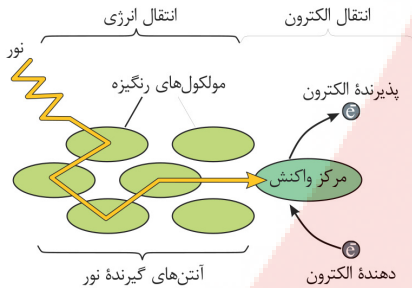 انتقال الکترون
انتقال انرژی
نور
مولکول‌های رنگیزه
پذیرندهٔ الکترون
ē
مرکز واکنش
ē
دهندهٔ الکترون
آنتن‌های گیرندهٔ نور